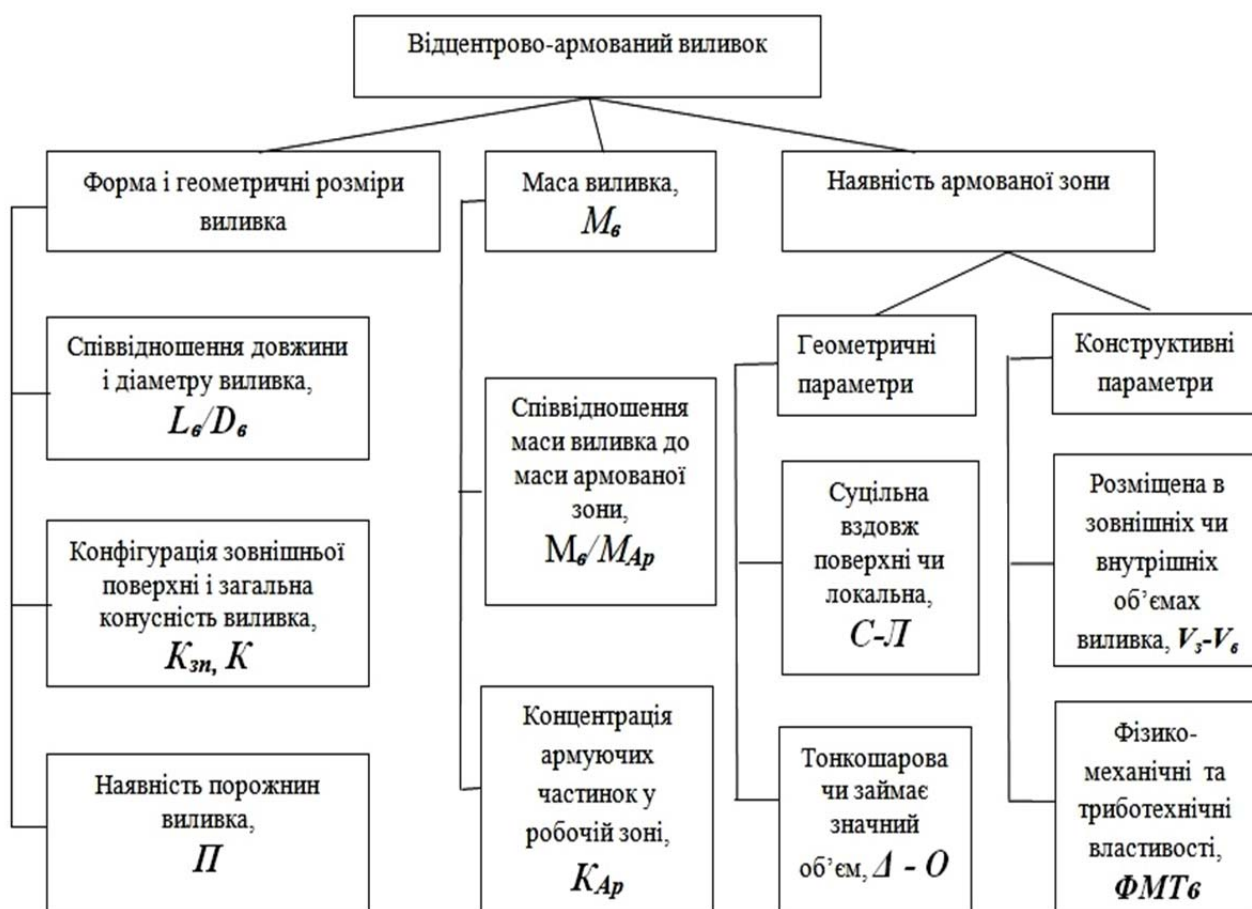 Відцентрово-армований виливок
Форма і геометричні розміри
виливка
Маса виливка,
Mв
Наявність армованої зони
Співвідношення довжини
і діаметру виливка,
Lв/Dв
Конфігурація зовнішньої
поверхні і загальна
конусність виливка,
Kзп, K
Наявність порожнин
виливка,
П
Співвідношення
маси виливка до
маси армованої
зони,
Mв/MАр
Концентрація
армуючих
частинок у
робочій зоні,
KАр
Геометричні
параметри
Суцільна
вздовж
поверхні чи
локальна,
С-Л
Тонкошарова
чи займає
значний
об’єм, Δ - О
Конструктивні
параметри
Розміщена в
зовнішніх чи
внутрішніх
об’ємах
виливка, Vз-Vв
Фізико-
механічні та
триботехнічні
властивості,
ФМТв